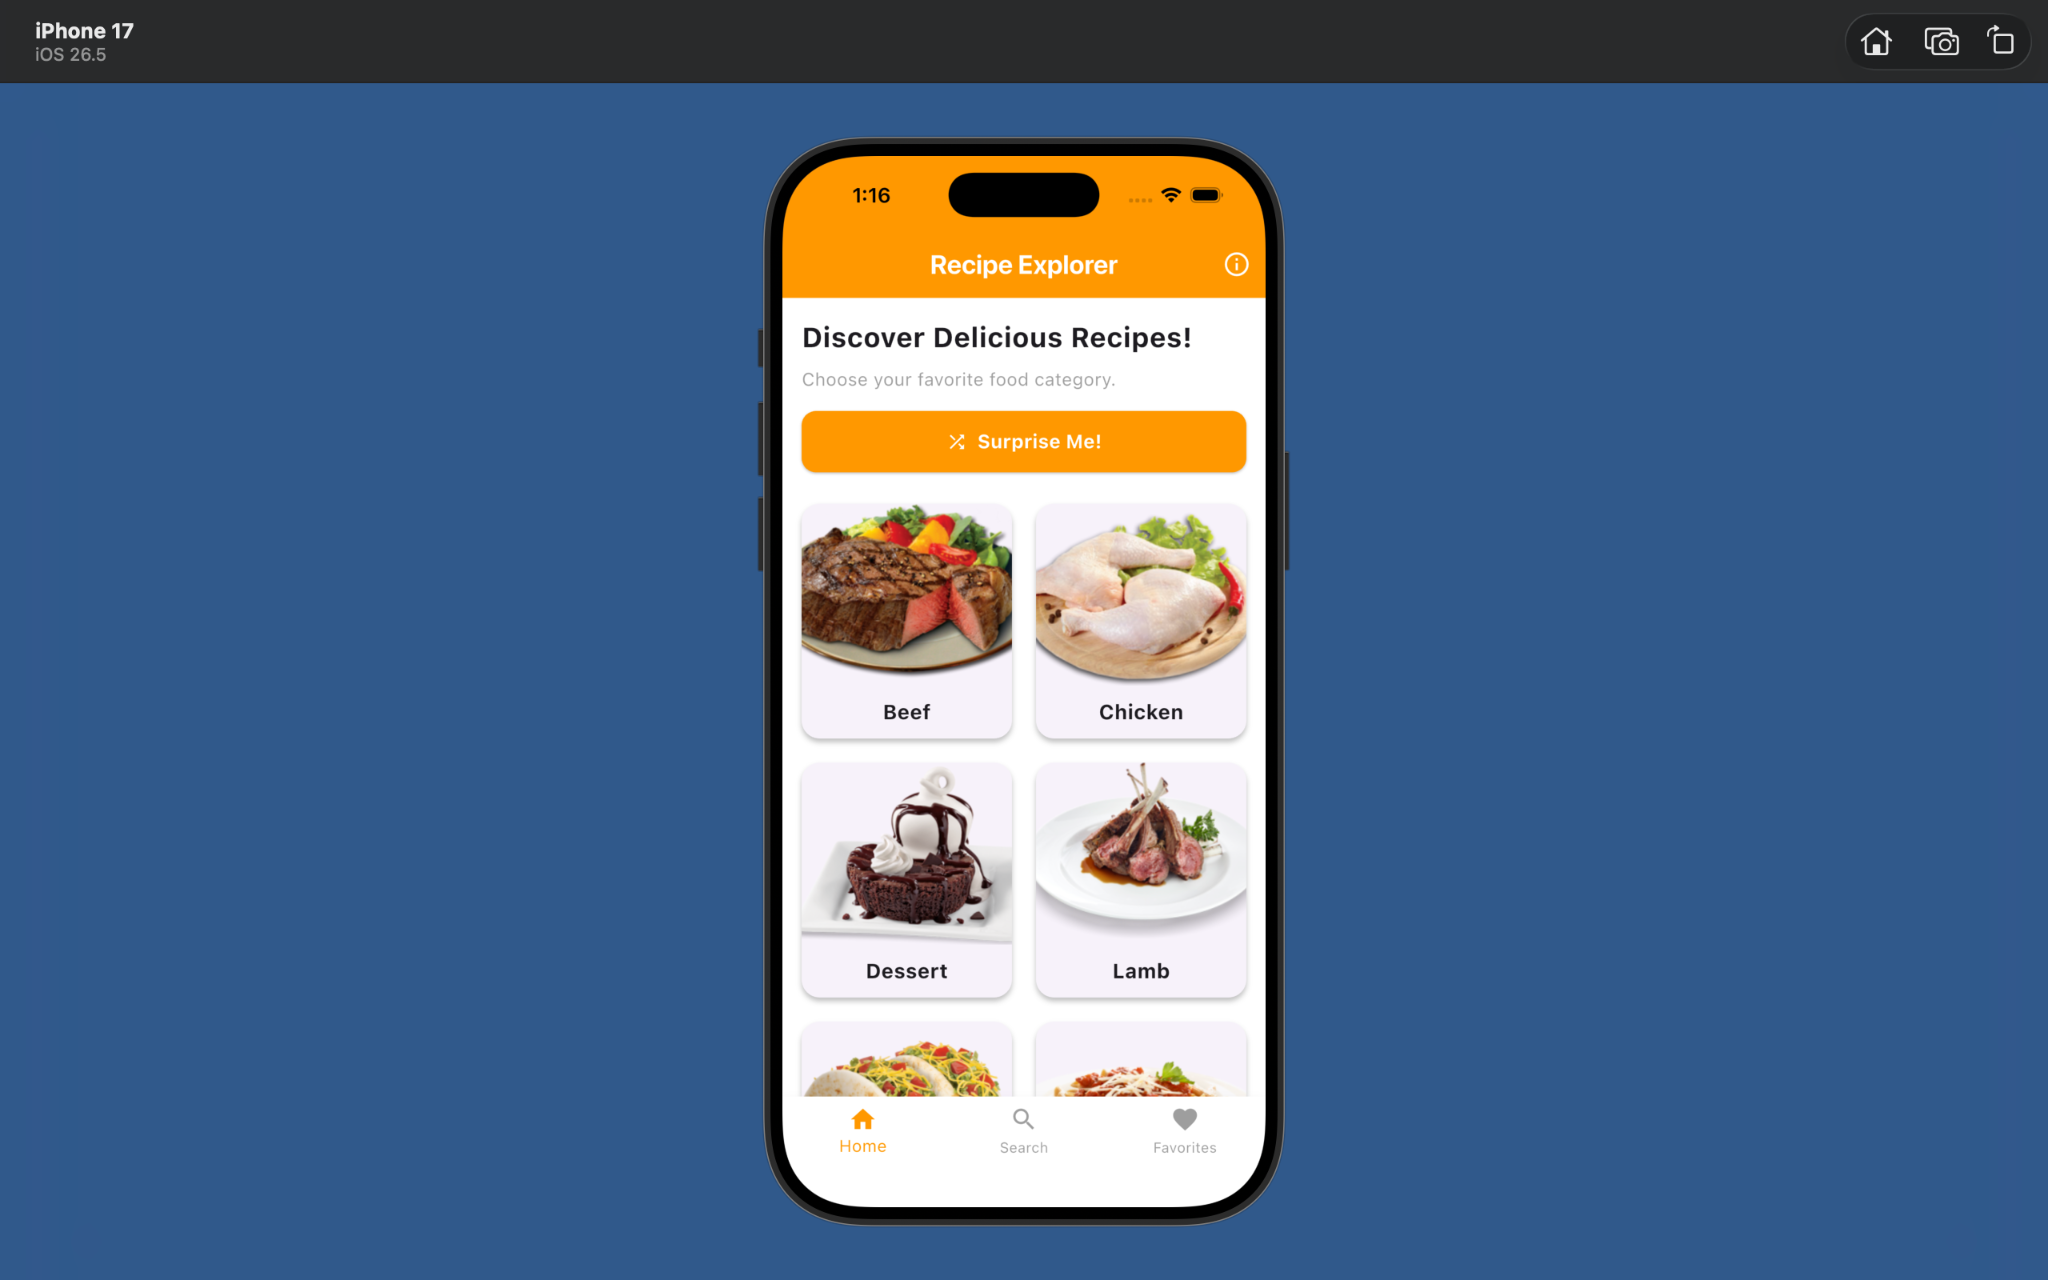 iPhone 17
iOS 26.5
1:16
Recipe Explorer
Discover Delicious Recipes!
Choose your favorite food category.
Surprise Me!
Beef
Chicken
Dessert
Lamb
Home
Search
Favorites